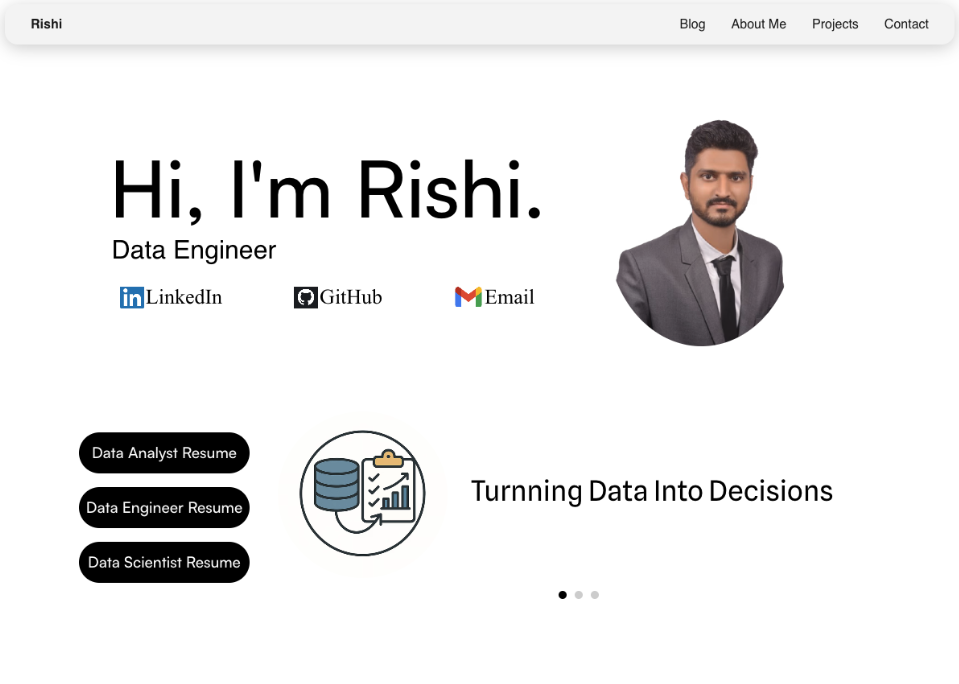 Rishi
Blog About Me Projects Contact
Hi, I'm Rishi.
Data Engineer
in LinkedIn GitHub Email
Data Analyst Resume
Data Engineer Resume
Data Scientist Resume
Turnning Data Into Decisions